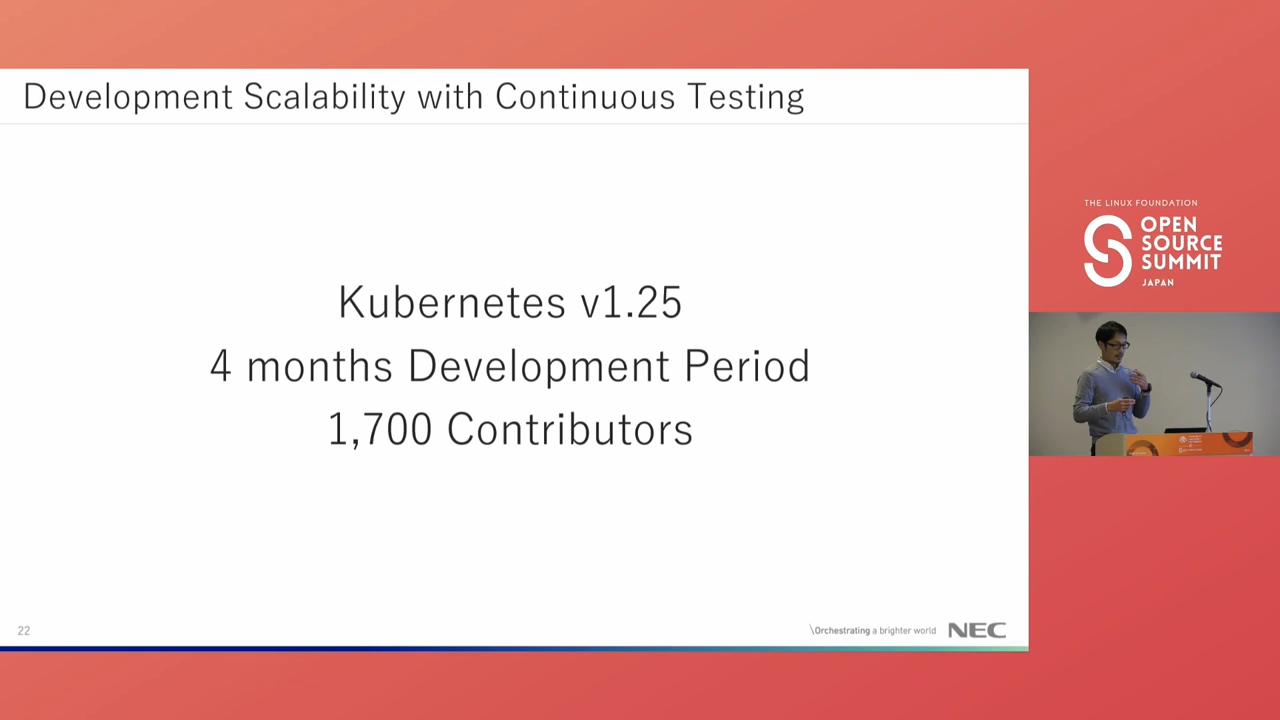 Development Scalability with Continuous Testing
Kubernetes v1.25
4 months Development Period
1,700 Contributors
22
\Orchestrating a brighter world
NEC
THE LINUX FOUNDATION
OPEN
SOURCE
SUMMIT
JAPAN